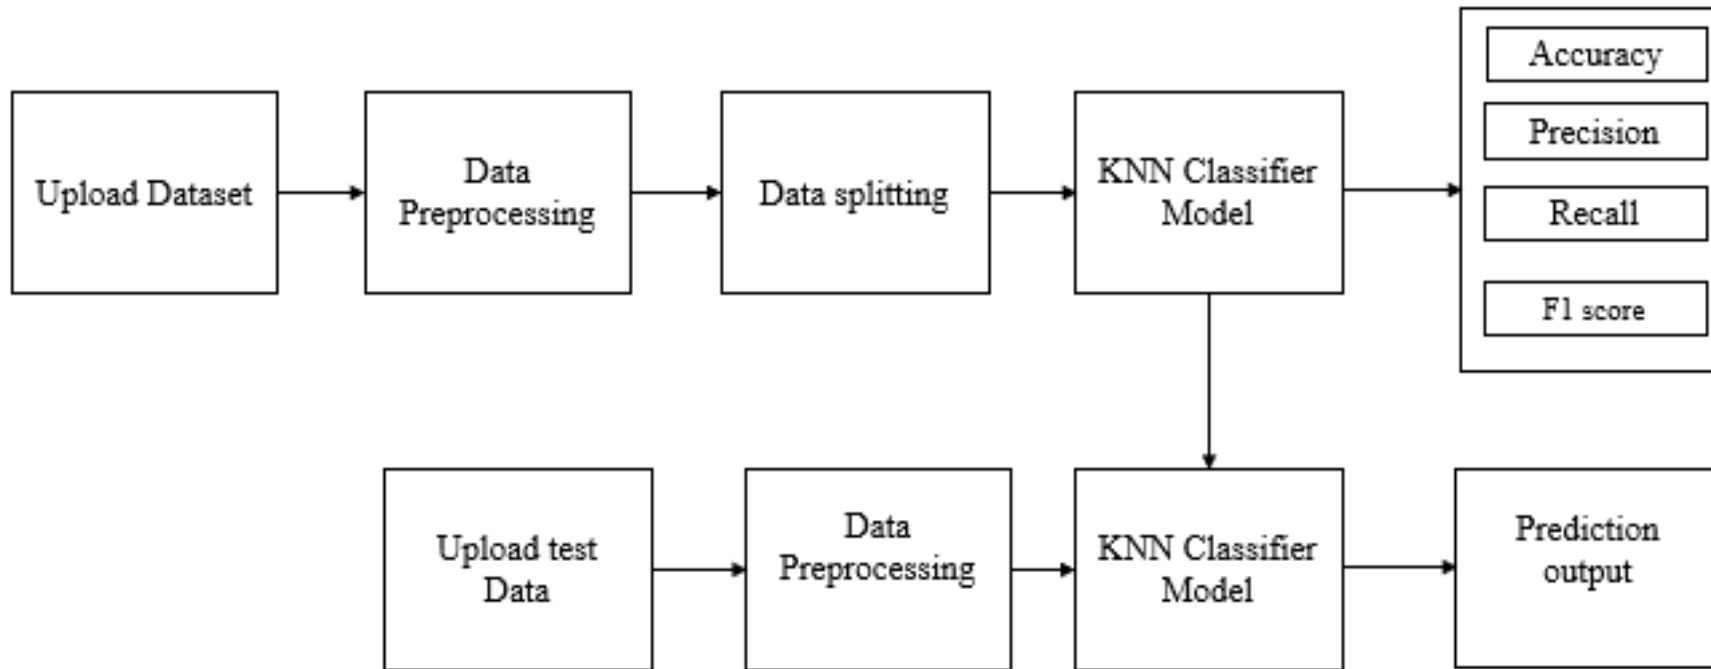 Upload Dataset
Data
Preprocessing
Data splitting
KNN Classifier
Model
Accuracy
Precision
Recall
F1 score
Upload test
Data
Data
Preprocessing
KNN Classifier
Model
Prediction
output